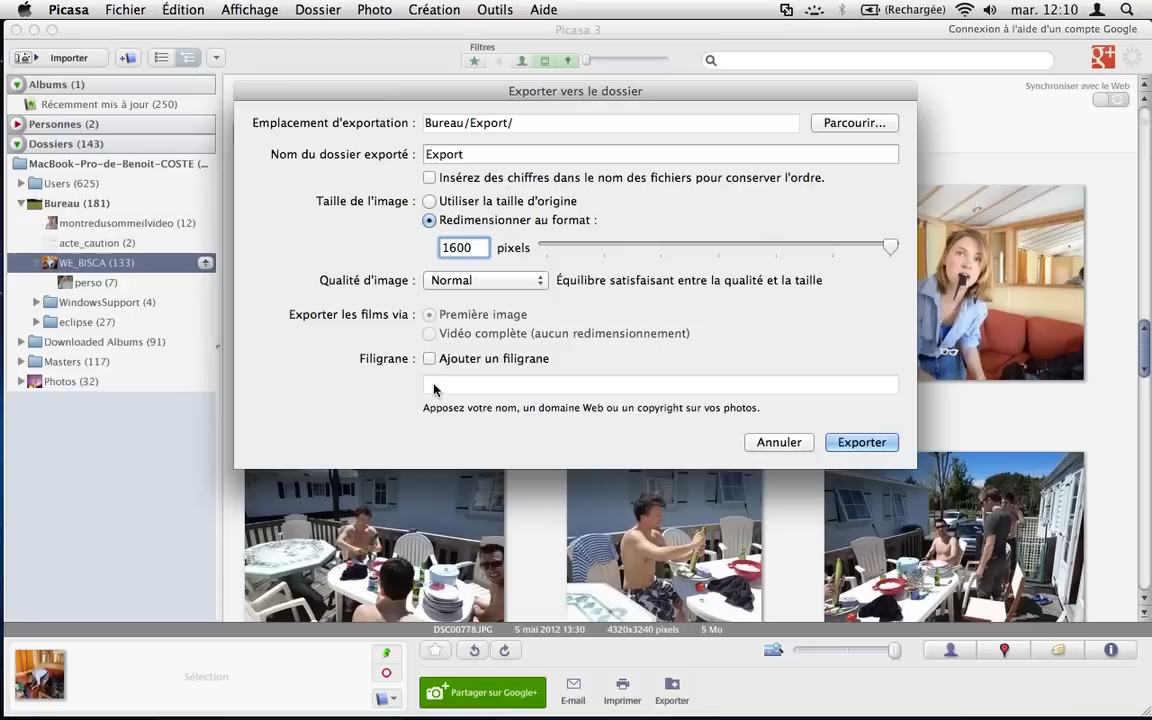 Picasa Fichier Édition Affichage Dossier Photo Création Outils Aide (Rechargée) mar. 12:10
Picasa 3
Connexion à l'aide d'un compte Google
Importer
Filtres
Synchroniser avec le Web
Albums (1)
Récemment mis à jour (250)
Personnes (2)
Dossiers (143)
MacBook-Pro-de-Benoit-COSTE (...
Users (625)
Bureau (181)
montredusommeilvideo (12)
acte_caution (2)
WE_BISCA (133)
perso (7)
WindowsSupport (4)
eclipse (27)
Downloaded Albums (91)
Masters (117)
Photos (32)
Exporter vers le dossier
Emplacement d'exportation : Bureau/Export/ Parcourir...
Nom du dossier exporté : Export
Insérez des chiffres dans le nom des fichiers pour conserver l'ordre.
Taille de l'image : Utiliser la taille d'origine
Redimensionner au format :
1600 pixels
Qualité d'image : Normal Équilibre satisfaisant entre la qualité et la taille
Exporter les films via : Première image
Vidéo complète (aucun redimensionnement)
Filigrane : Ajouter un filigrane
Apposez votre nom, un domaine Web ou un copyright sur vos photos.
Annuler Exporter
DSC00778.JPG 5 mai 2012 13:30 4320x3240 pixels 5 Mo
Sélection
Partager sur Google+
E-mail Imprimer Exporter